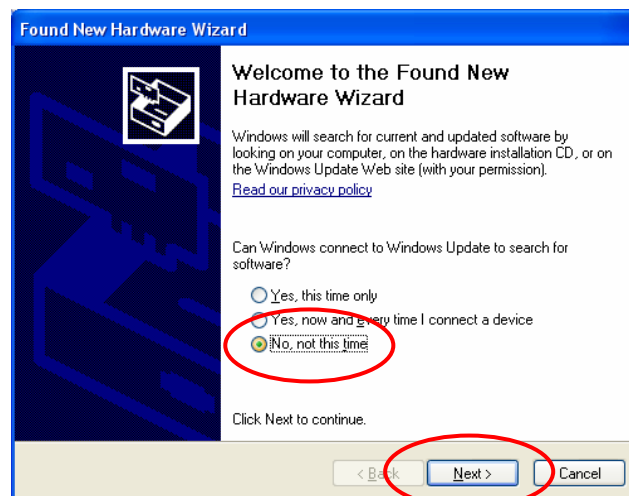 Found New Hardware Wizard
Welcome to the Found New
Hardware Wizard
Windows will search for current and updated software by
looking on your computer, on the hardware installation CD, or on
the Windows Update Web site (with your permission).
Read our privacy policy
Can Windows connect to Windows Update to search for
software?
Yes, this time only
Yes, now and every time I connect a device
No, not this time
Click Next to continue.
< Back Next > Cancel